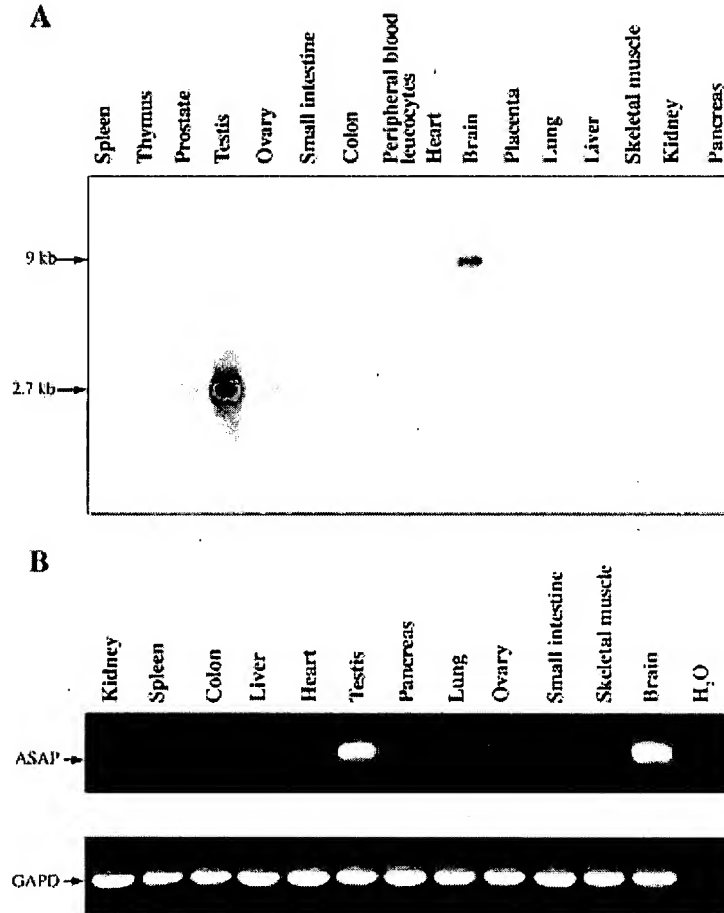 A
Spleen
Thymus
Prostate
Testis
Ovary
Small intestine
Colon
Peripheral blood
leucocytes
Heart
Brain
Placenta
Lung
Liver
Skeletal muscle
Kidney
Pancreas
9 kb
2.7 kb
B
Kidney
Spleen
Colon
Liver
Heart
Testis
Pancreas
Lung
Ovary
Small intestine
Skeletal muscle
Brain
H₂O
ASAP
GAPD